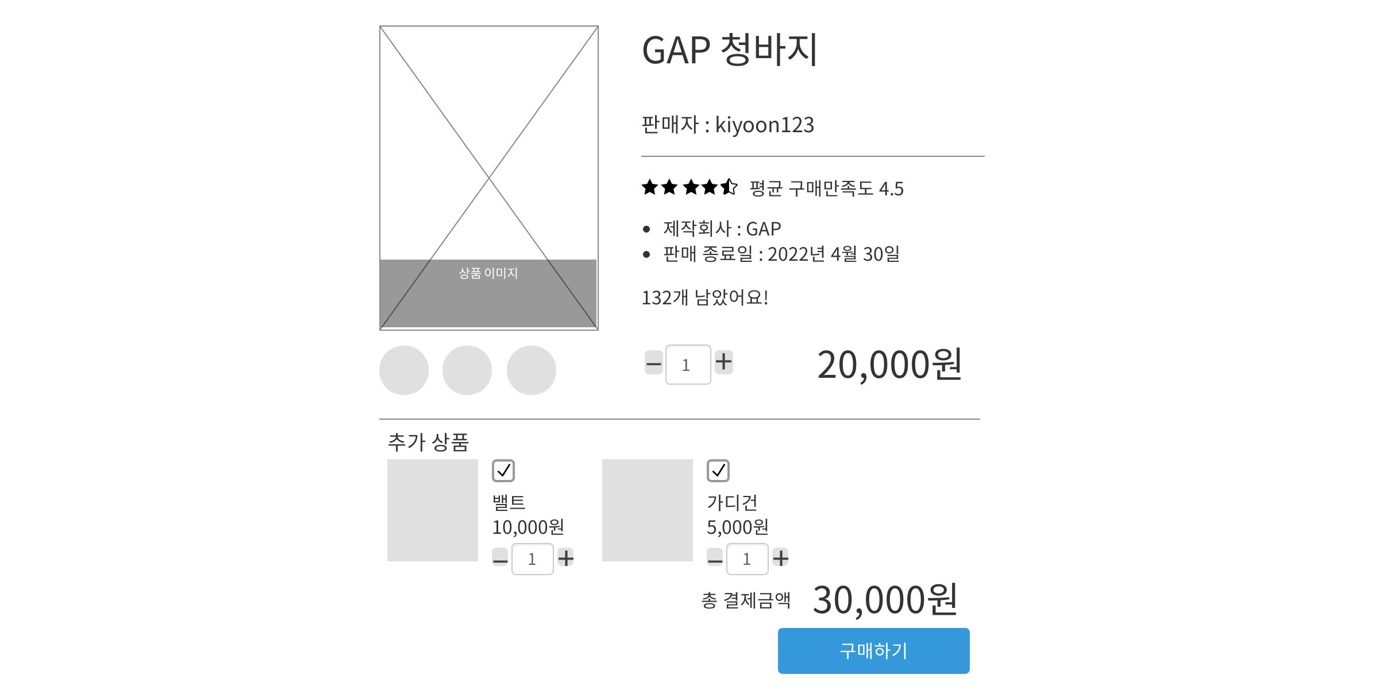 GAP 청바지
판매자 : kiyoon123
평균 구매만족도 4.5
제작회사 : GAP
판매 종료일 : 2022년 4월 30일
132개 남았어요!
상품 이미지
1
20,000원
추가 상품
밸트
10,000원
1
가디건
5,000원
1
총 결제금액 30,000원
구매하기